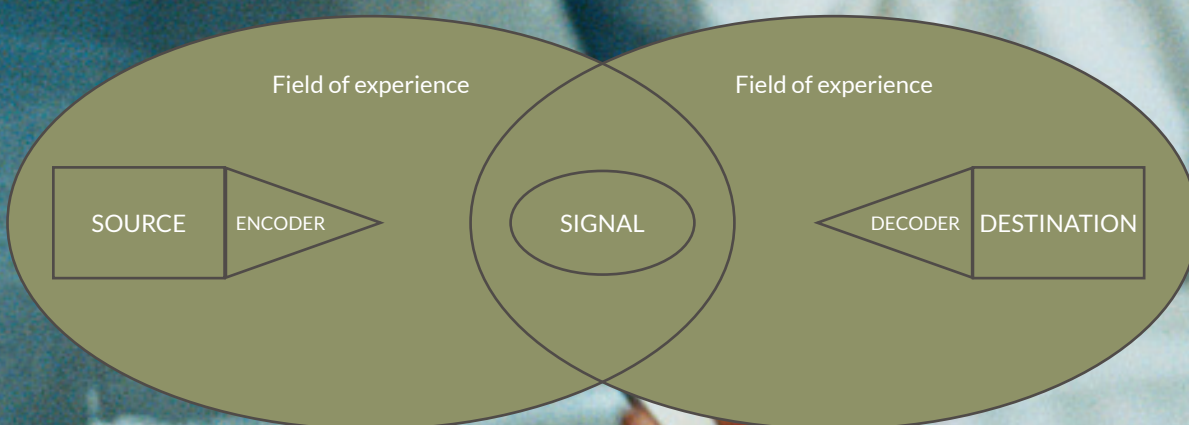 Field of experience
Field of experience
SOURCE
ENCODER
SIGNAL
DECODER
DESTINATION